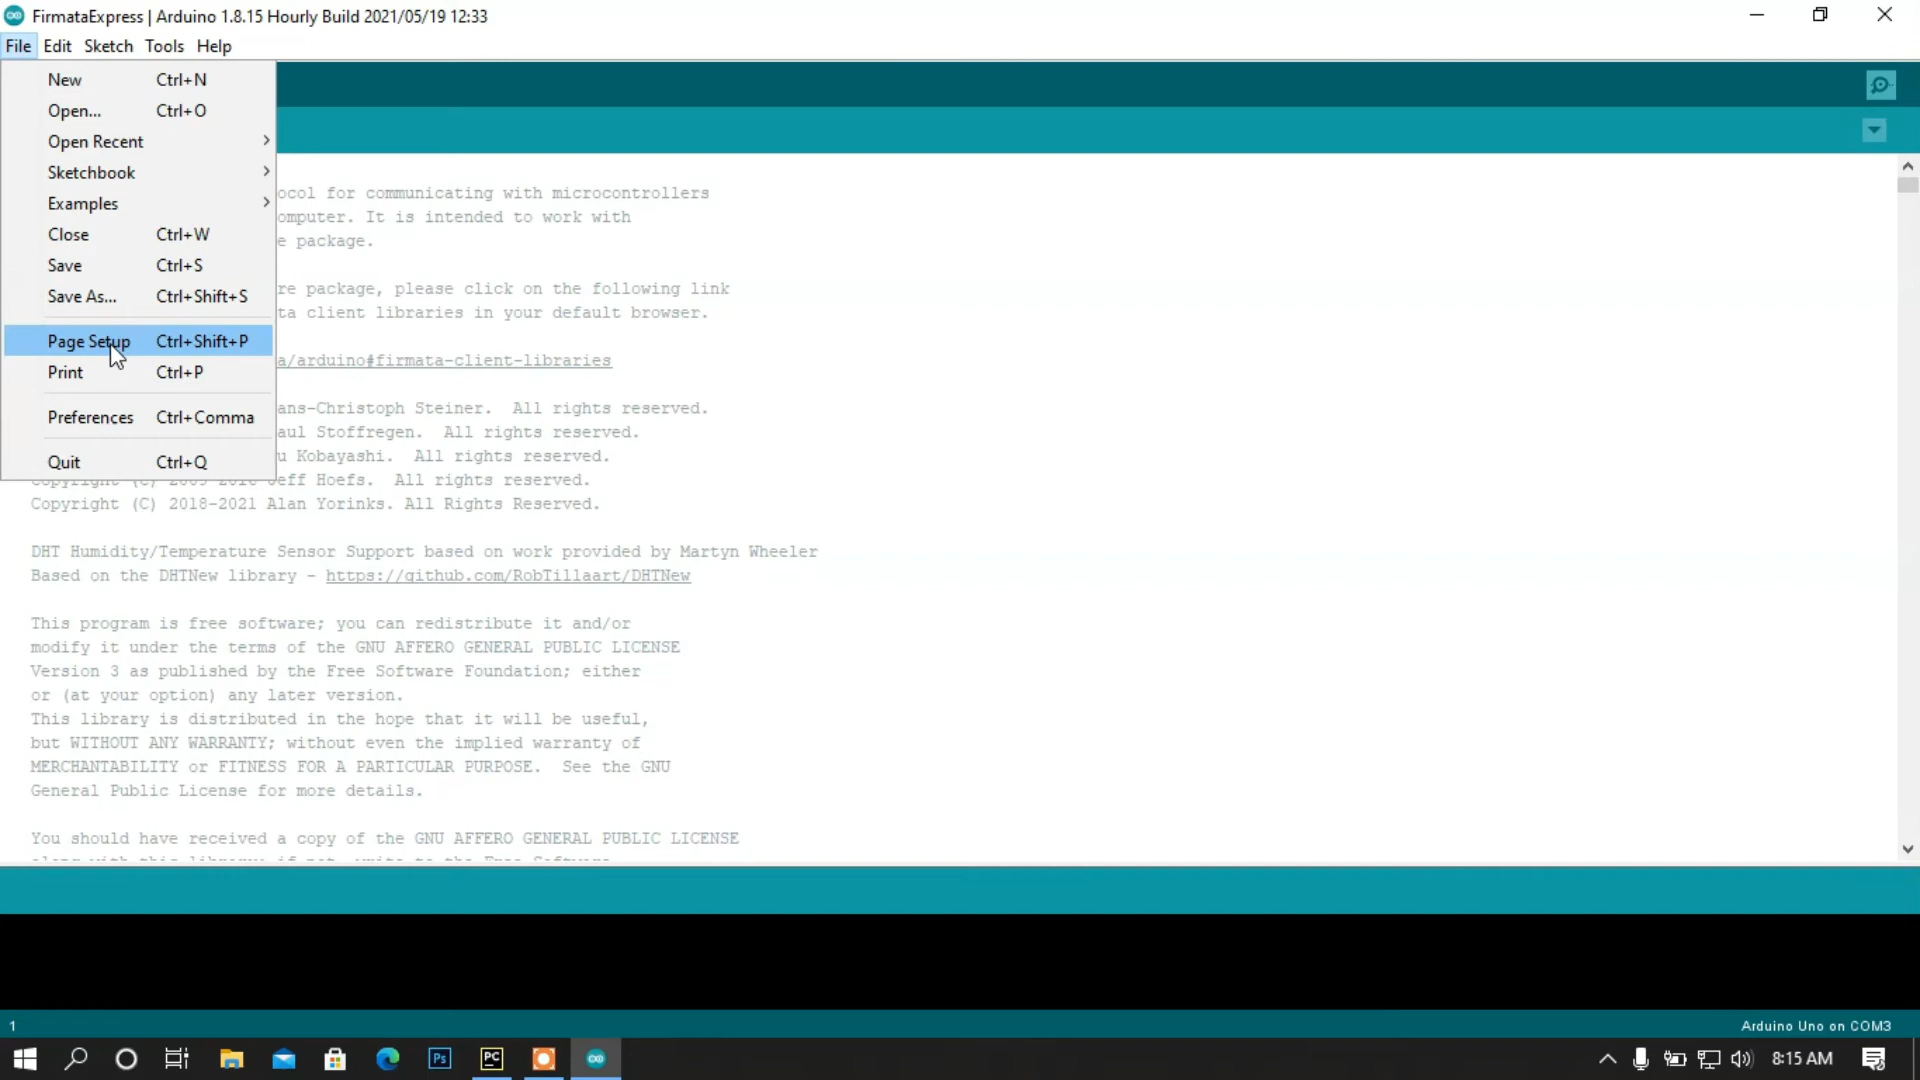 FirmataExpress | Arduino 1.8.15 Hourly Build 2021/05/19 12:33
File Edit Sketch Tools Help
New Ctrl+N
Open... Ctrl+O
Open Recent
Sketchbook
Examples
Close Ctrl+W
Save Ctrl+S
Save As... Ctrl+Shift+S
Page Setup Ctrl+Shift+P
Print Ctrl+P
Preferences Ctrl+Comma
Quit Ctrl+Q
ocol for communicating with microcontrollers
omputer. It is intended to work with
e package.
re package, please click on the following link
ta client libraries in your default browser.
a/arduino#firmata-client-libraries
ans-Christoph Steiner. All rights reserved.
aul Stoffregen. All rights reserved.
u Kobayashi. All rights reserved.
Jeff Hoefs. All rights reserved.
Copyright (C) 2018-2021 Alan Yorinks. All Rights Reserved.
DHT Humidity/Temperature Sensor Support based on work provided by Martyn Wheeler
Based on the DHTNew library - https://github.com/RobTillaart/DHTNew
This program is free software; you can redistribute it and/or
modify it under the terms of the GNU AFFERO GENERAL PUBLIC LICENSE
Version 3 as published by the Free Software Foundation; either
or (at your option) any later version.
This library is distributed in the hope that it will be useful,
but WITHOUT ANY WARRANTY; without even the implied warranty of
MERCHANTABILITY or FITNESS FOR A PARTICULAR PURPOSE. See the GNU
General Public License for more details.
You should have received a copy of the GNU AFFERO GENERAL PUBLIC LICENSE
1
Arduino Uno on COM3
Ps
PC
8:15 AM